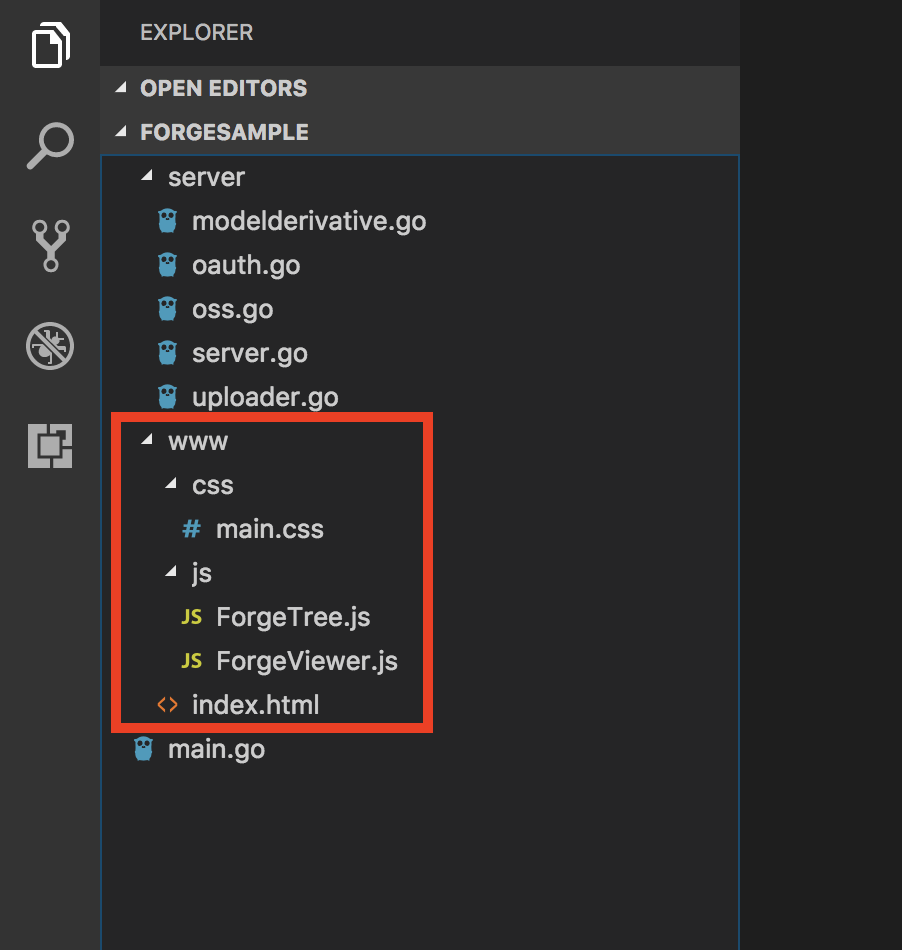 EXPLORER
OPEN EDITORS
FORGESAMPLE
server
modelderivative.go
oauth.go
oss.go
server.go
uploader.go
www
css
# main.css
js
JS ForgeTree.js
JS ForgeViewer.js
<> index.html
main.go